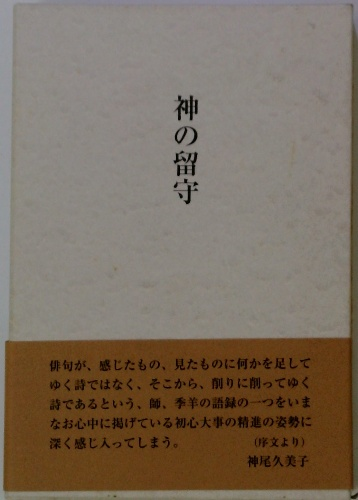 神の留守
俳句が、感じたもの、見たものに何かを足して
ゆく詩ではなく、そこから、削りに削ってゆく
詩であるという、師、季羊の語録の一つをいま
なお心中に掲げている初心大事の精進の姿勢に
深く感じ入ってしまう。（序文より）
神尾久美子